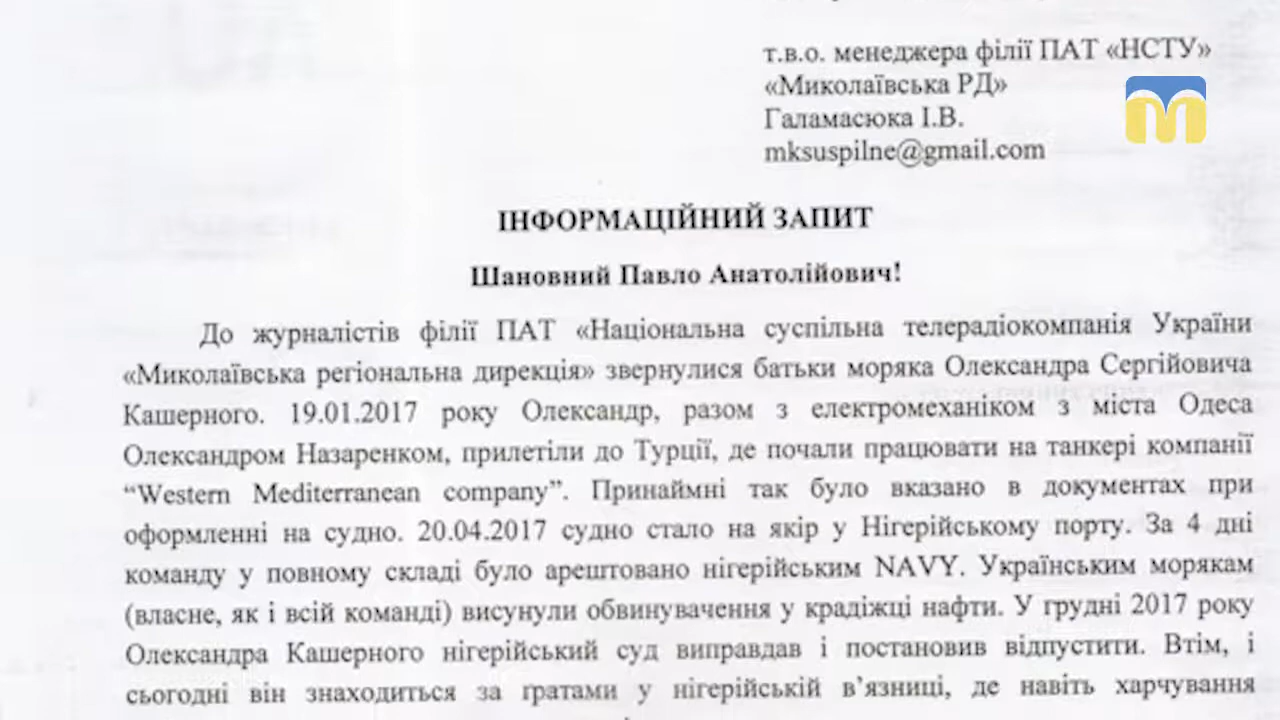 т.в.о. менеджера філії ПАТ «НСТУ»
«Миколаївська РД»
Галамасюка І.В.
mksuspilne@gmail.com
ІНФОРМАЦІЙНИЙ ЗАПИТ
Шановний Павло Анатолійович!
До журналістів філії ПАТ «Національна суспільна телерадіокомпанія України
«Миколаївська регіональна дирекція» звернулися батьки моряка Олександра Сергійовича
Кашерного. 19.01.2017 року Олександр, разом з електромеханіком з міста Одеса
Олександром Назаренком, прилетіли до Турції, де почали працювати на танкері компанії
“Western Mediterranean company”. Принаймні так було вказано в документах при
оформленні на судно. 20.04.2017 судно стало на якір у Нігерійському порту. За 4 дні
команду у повному складі було арештовано нігерійським NAVY. Українським морякам
(власне, як і всій команді) висунули обвинувачення у крадіжці нафти. У грудні 2017 року
Олександра Кашерного нігерійський суд виправдав і постановив відпустити. Втім, і
сьогодні він знаходиться за ґратами у нігерійській в’язниці, де навіть харчування